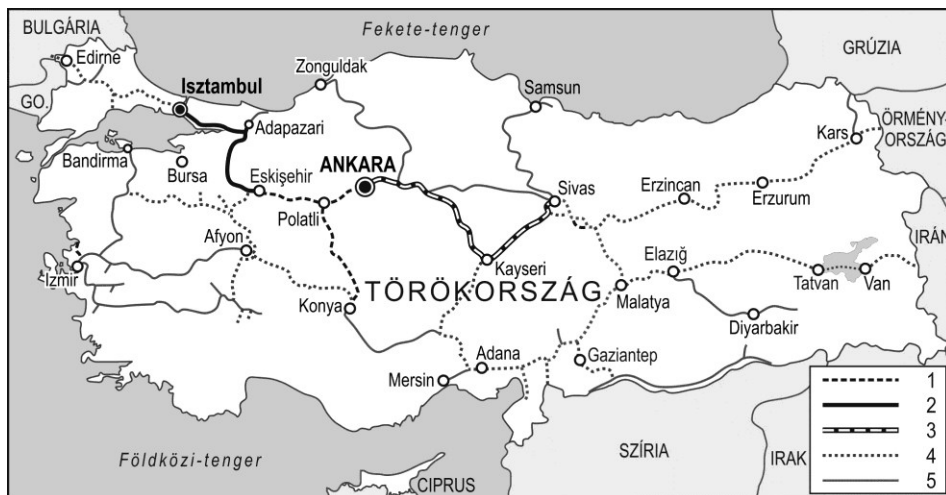 BULGÁRIA
Fekete-tenger
GRÚZIA
Edirne
Zonguldak
Isztambul
Samsun
GO.
Adapazari
ÖRMÉNY-
ORSZÁG
Kars
Bandirma
Bursa
Eskişehir
ANKARA
Sivas
Erzincan
Erzurum
Polatli
IRÁN
Afyon
Elazığ
Izmir
Kayseri
Tatvan
Van
TÖRÖKORSZÁG
Malatya
Konya
Diyarbakir
Adana
Gaziantep
Mersin
1
2
3
4
5
Földközi-tenger
SZÍRIA
IRAK
CIPRUS